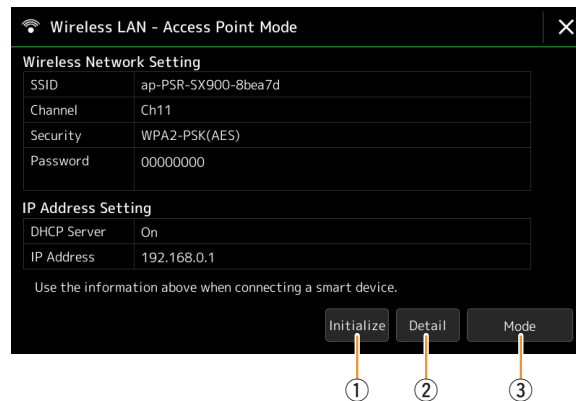 Wireless LAN - Access Point Mode
Wireless Network Setting
SSID ap-PSR-SX900-8bea7d
Channel Ch11
Security WPA2-PSK(AES)
Password 00000000
IP Address Setting
DHCP Server On
IP Address 192.168.0.1
Use the information above when connecting a smart device.
Initialize Detail Mode
① ② ③